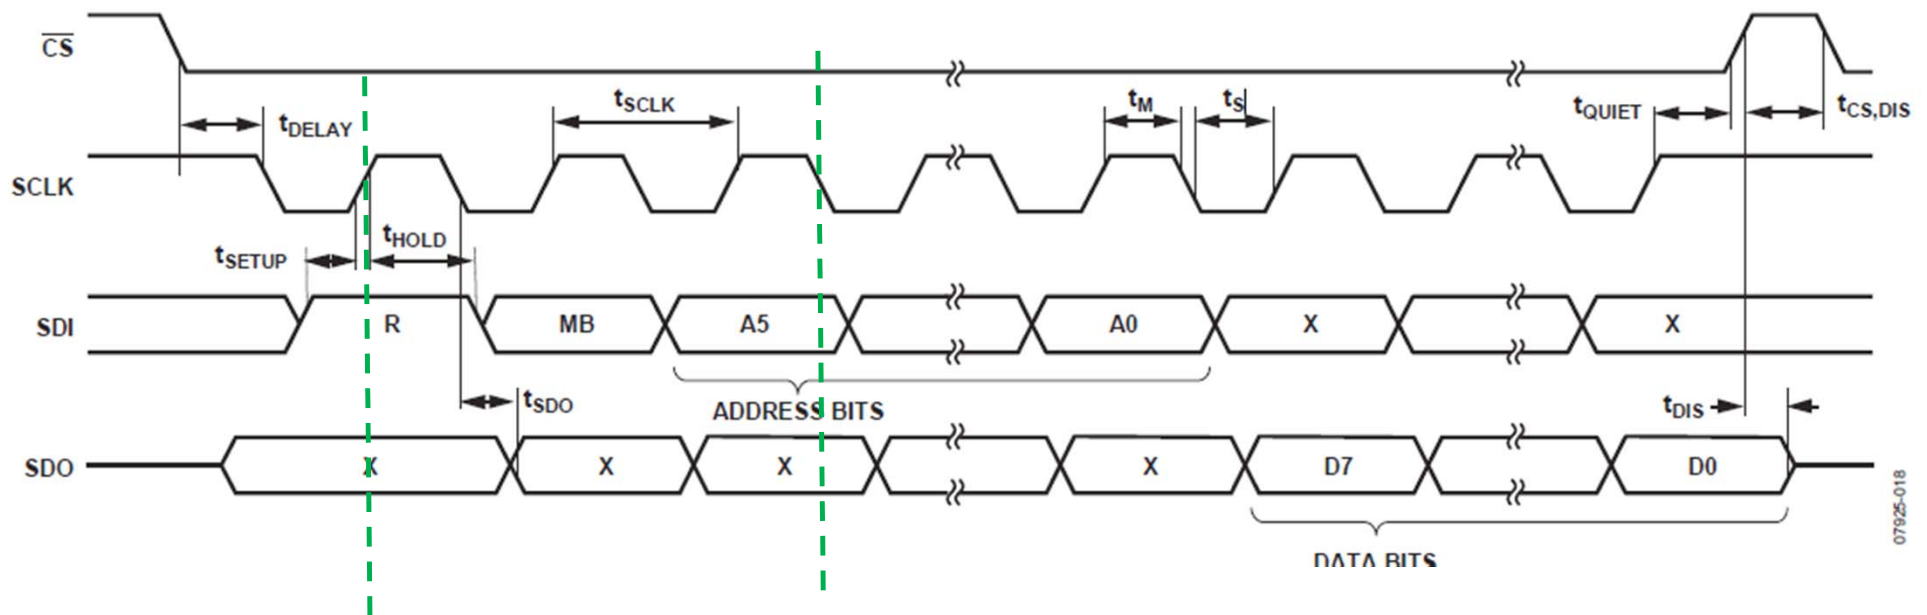 CS
tDELAY
tSCLK
tM
tS
tQUIET
tCS,DIS
SCLK
tSETUP
tHOLD
SDI
R
MB
A5
A0
X
X
ADDRESS BITS
tSDO
tDIS
SDO
X
X
X
X
D7
D0
DATA BITS
07925-018